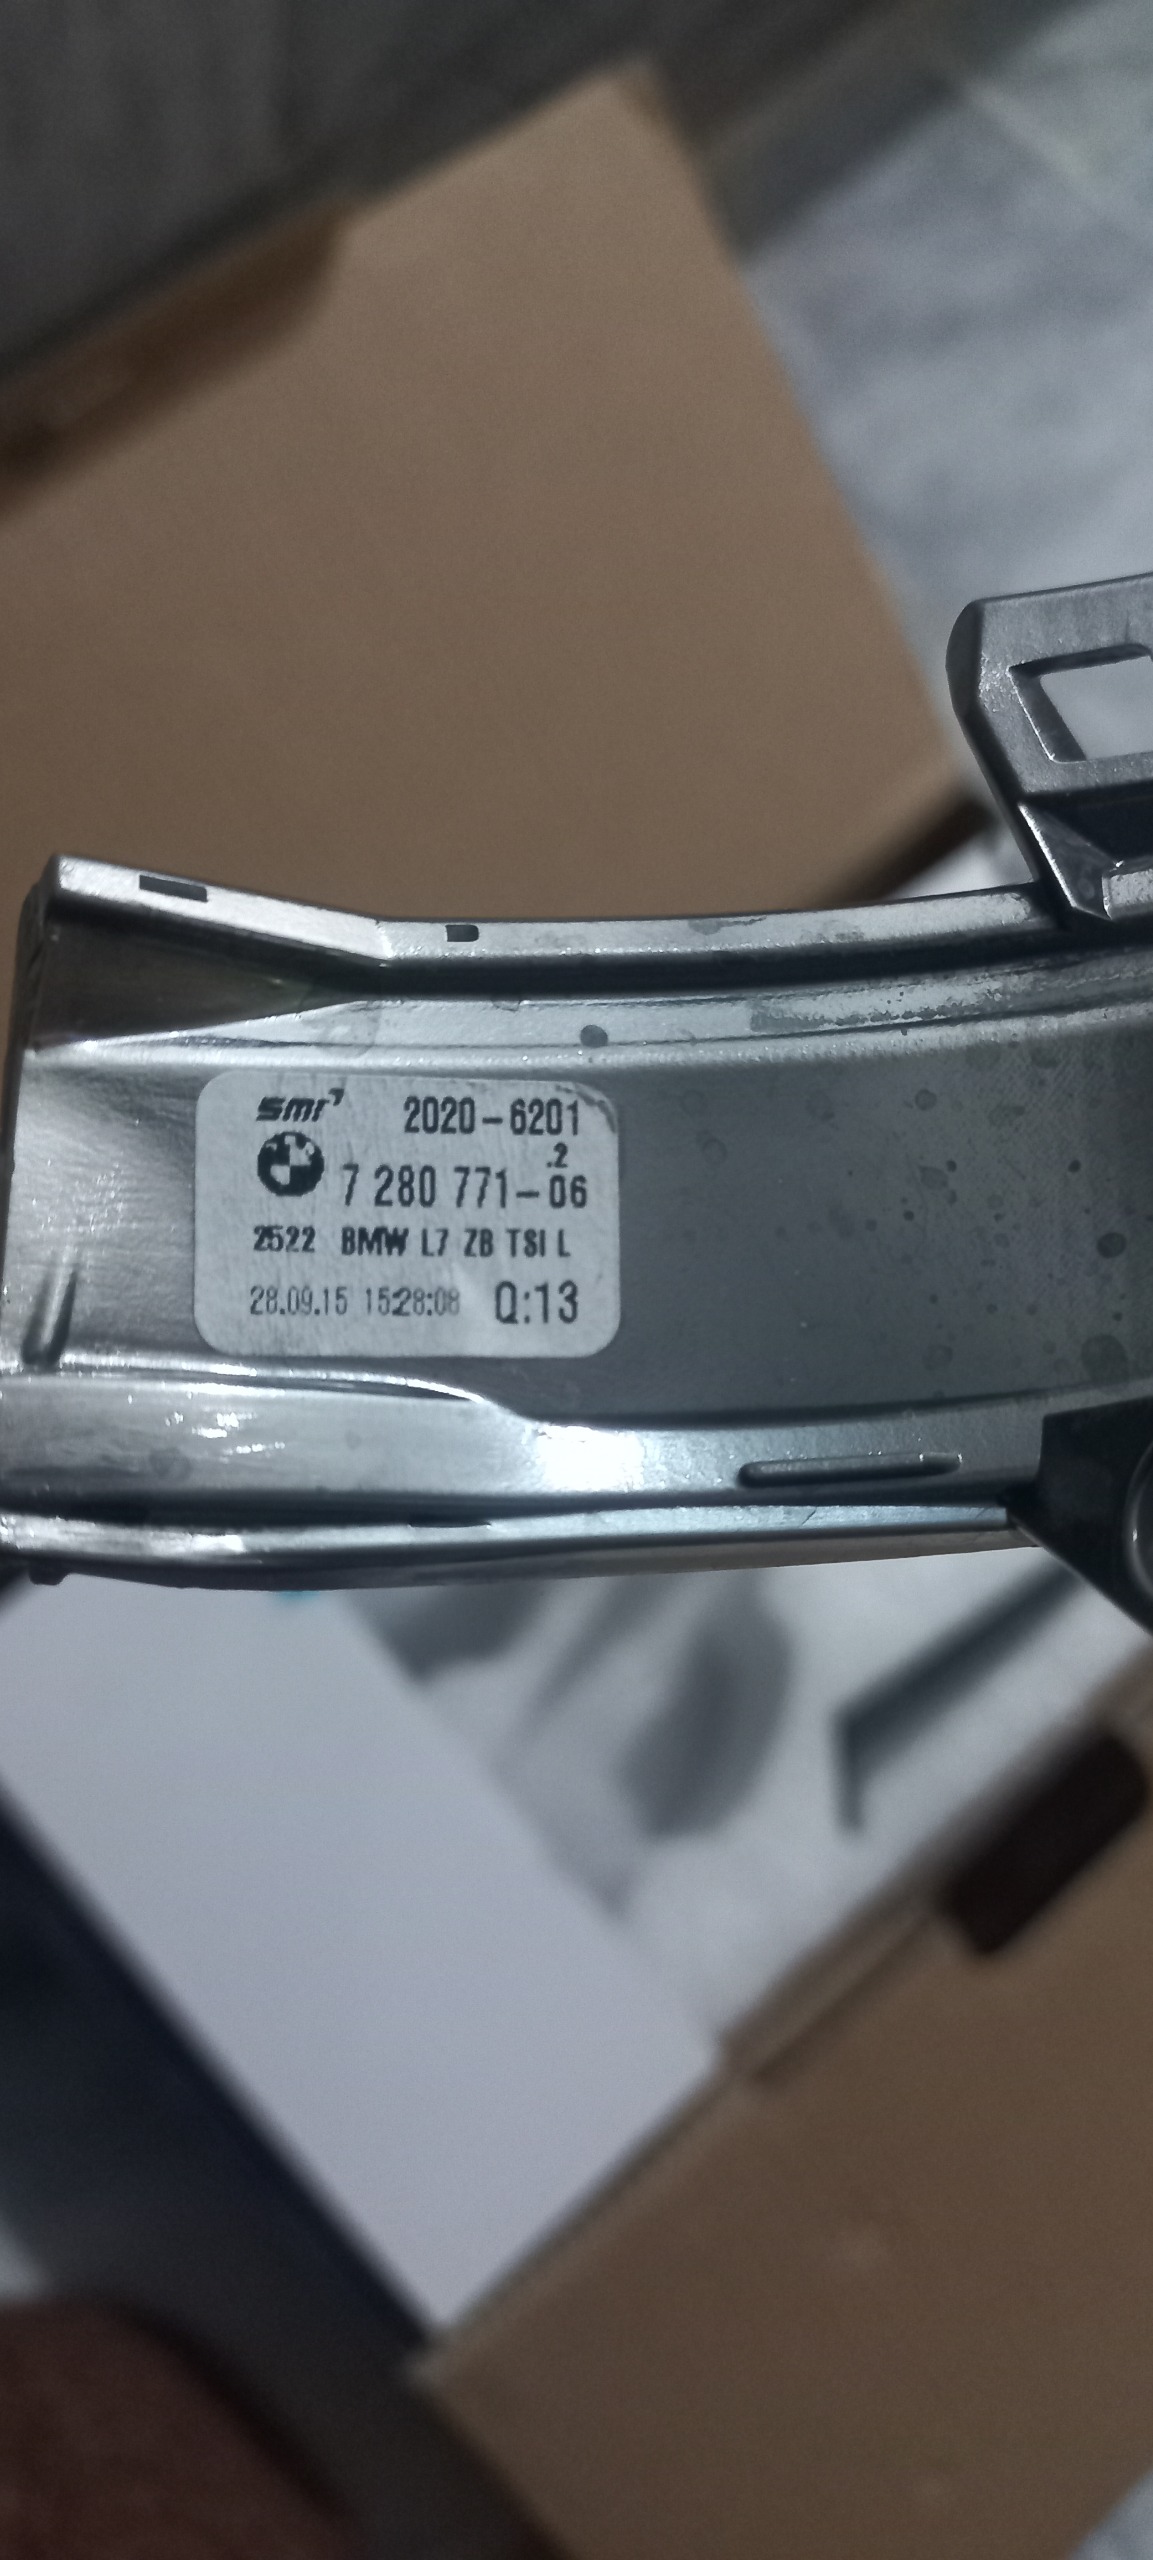 smr 2020-6201
.2
7 280 771-06
2522 BMW L7 ZB TSI L
28.09.15 15:28:08 Q:13